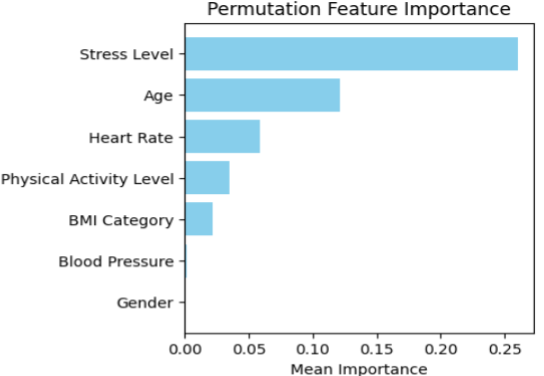 Permutation Feature Importance
Stress Level
Age
Heart Rate
Physical Activity Level
BMI Category
Blood Pressure
Gender
0.00 0.05 0.10 0.15 0.20 0.25
Mean Importance